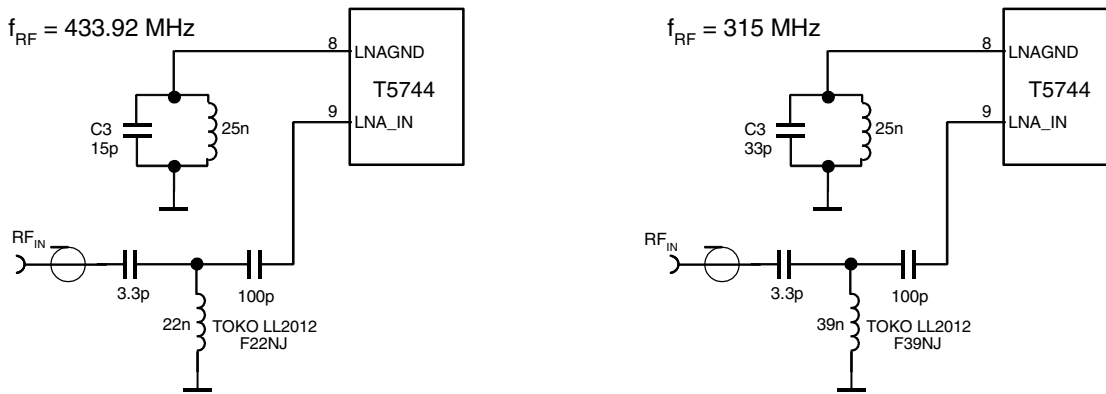 f_RF = 433.92 MHz
8
LNAGND
T5744
C3
15p
25n
9
LNA_IN
RF_IN
3.3p
100p
22n
TOKO LL2012
F22NJ
f_RF = 315 MHz
8
LNAGND
T5744
C3
33p
25n
9
LNA_IN
RF_IN
3.3p
100p
39n
TOKO LL2012
F39NJ